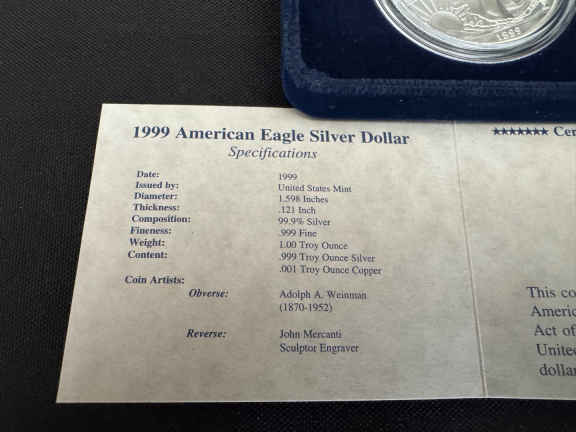 1999
1999 American Eagle Silver Dollar
Specifications
Date: 1999
Issued by: United States Mint
Diameter: 1.598 Inches
Thickness: .121 Inch
Composition: 99.9% Silver
Fineness: .999 Fine
Weight: 1.00 Troy Ounce
Content: .999 Troy Ounce Silver
.001 Troy Ounce Copper
Coin Artists:
Obverse: Adolph A. Weinman
(1870-1952)
Reverse: John Mercanti
Sculptor Engraver
★★★★★★★ Cer
This co
Americ
Act of
United
dollar